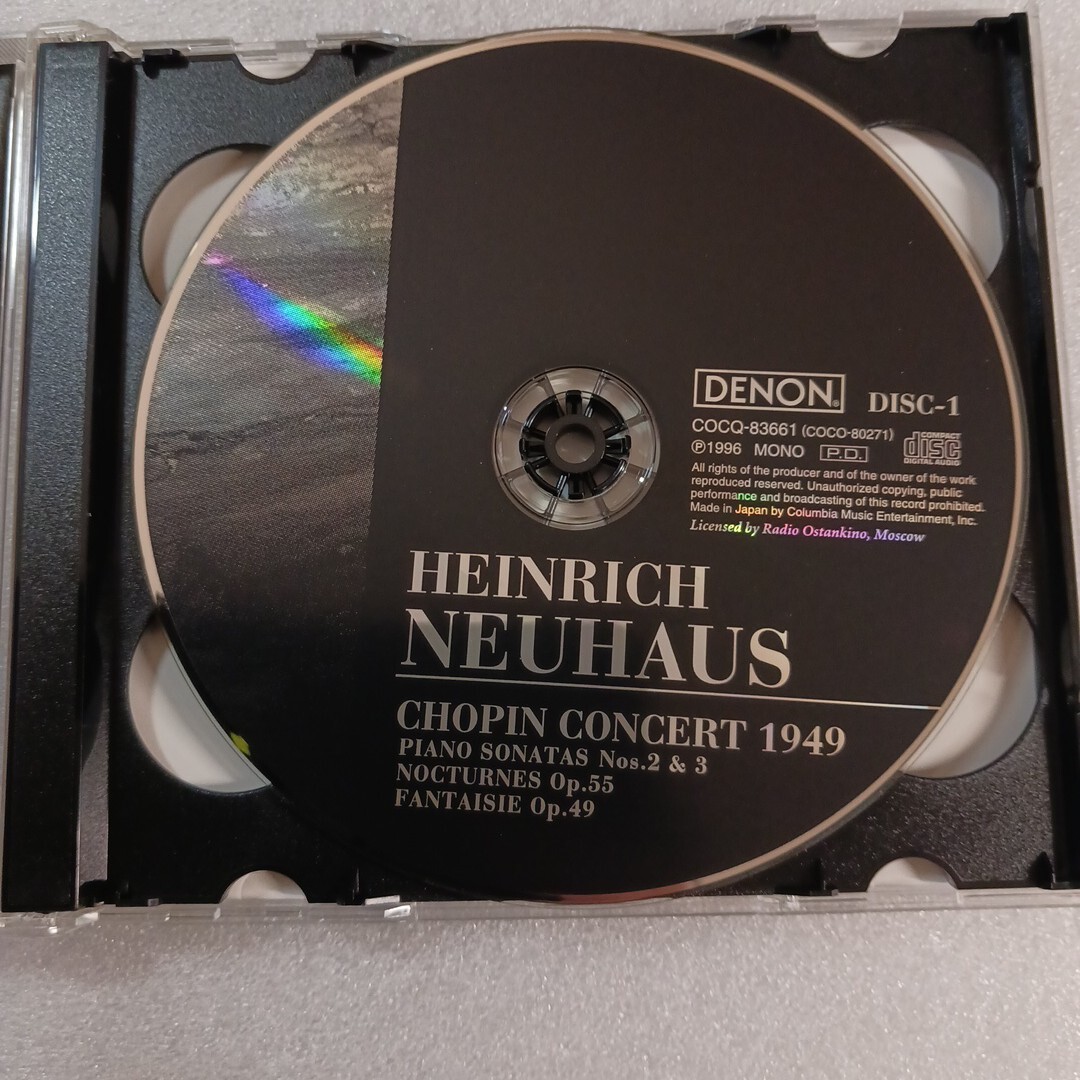 DENON® DISC-1
COCQ-83661 (COCO-80271)
℗1996 MONO P.D.
COMPACT
disc
DIGITAL AUDIO
All rights of the producer and of the owner of the work
reproduced reserved. Unauthorized copying, public
performance and broadcasting of this record prohibited.
Made in Japan by Columbia Music Entertainment, Inc.
Licensed by Radio Ostankino, Moscow
HEINRICH
NEUHAUS
CHOPIN CONCERT 1949
PIANO SONATAS Nos.2 & 3
NOCTURNES Op.55
FANTAISIE Op.49